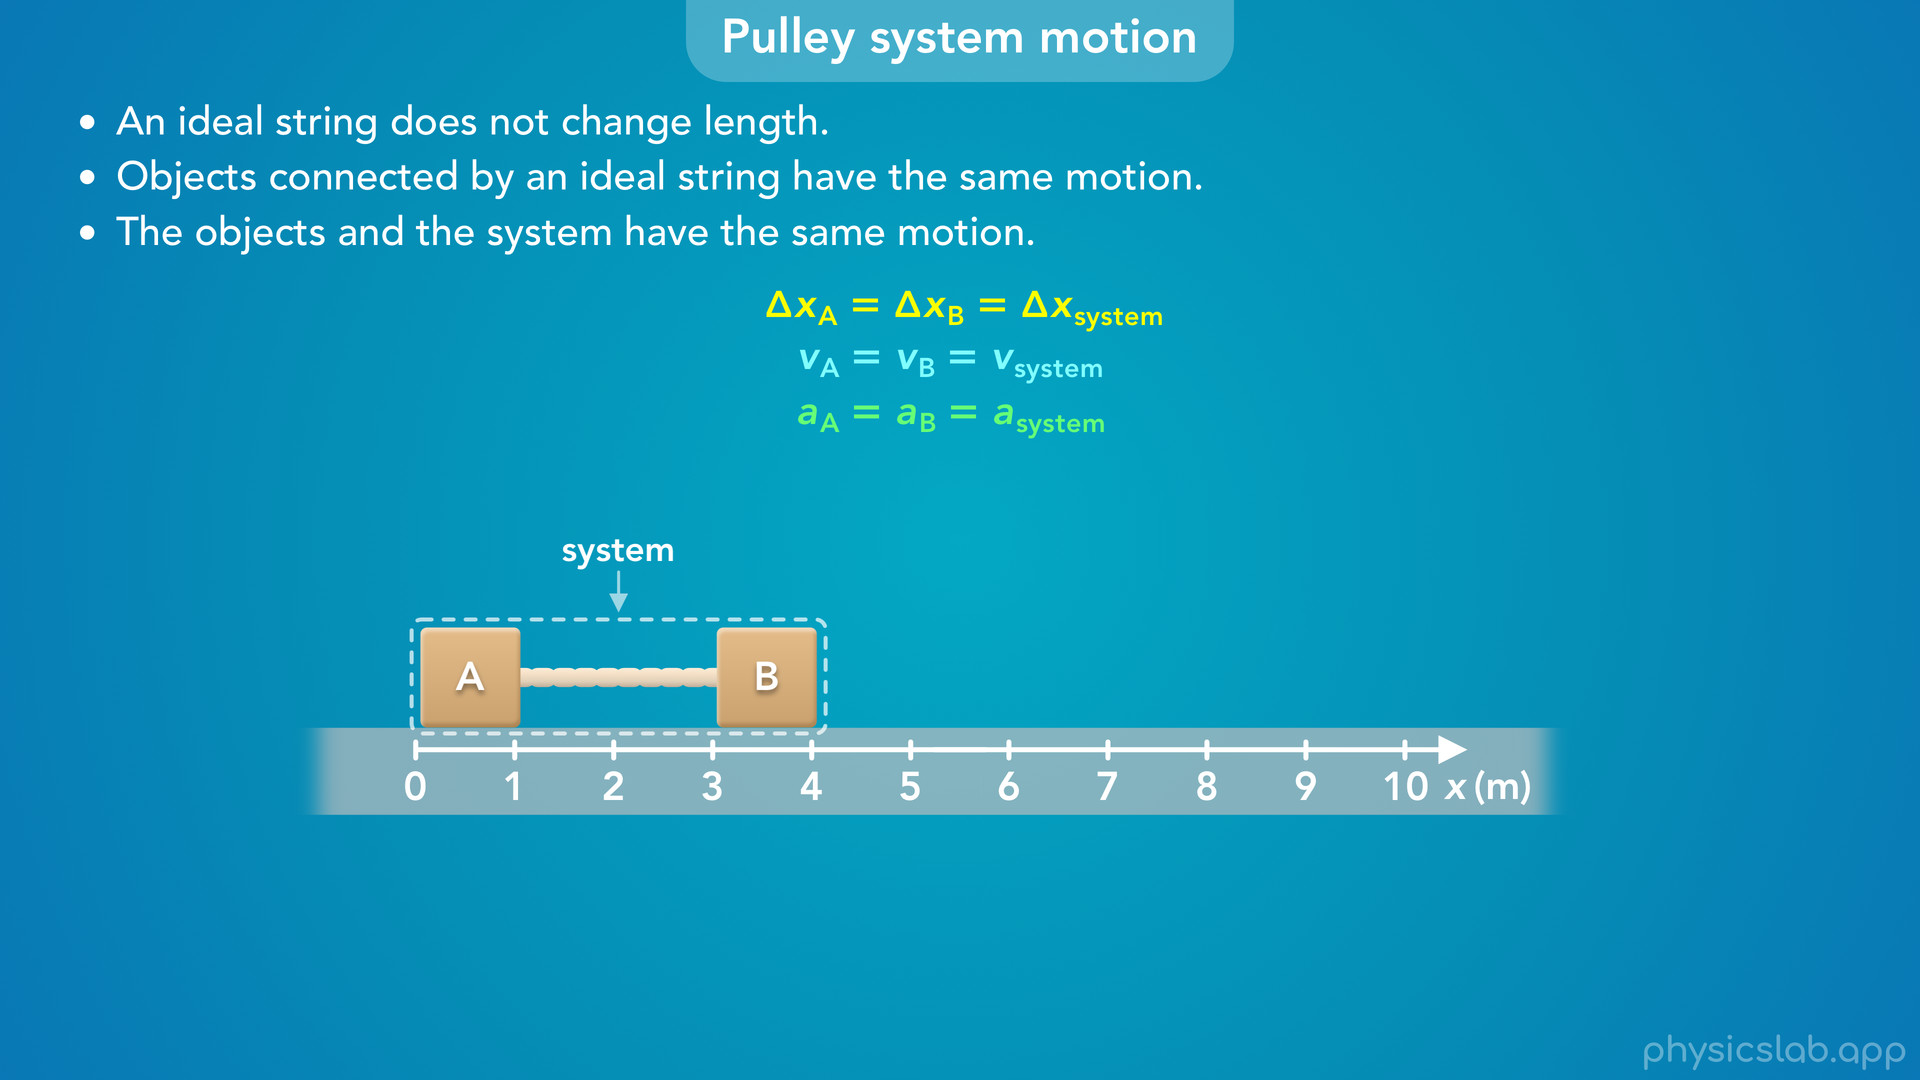 Pulley system motion
• An ideal string does not change length.
• Objects connected by an ideal string have the same motion.
• The objects and the system have the same motion.
Δx_A = Δx_B = Δx_system
v_A = v_B = v_system
a_A = a_B = a_system
system
A B
0 1 2 3 4 5 6 7 8 9 10 x (m)
physicslab.app